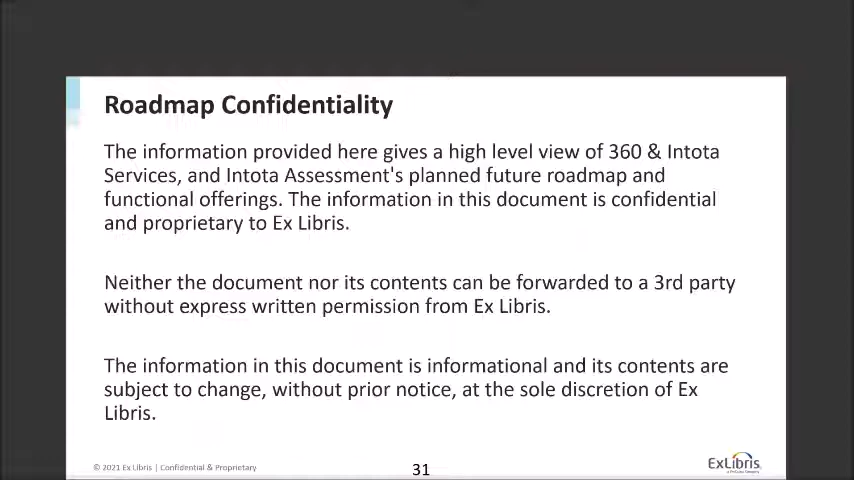 Roadmap Confidentiality
The information provided here gives a high level view of 360 & Intota
Services, and Intota Assessment's planned future roadmap and
functional offerings. The information in this document is confidential
and proprietary to Ex Libris.
Neither the document nor its contents can be forwarded to a 3rd party
without express written permission from Ex Libris.
The information in this document is informational and its contents are
subject to change, without prior notice, at the sole discretion of Ex
Libris.
© 2021 Ex Libris | Confidential & Proprietary
31
ExLibris